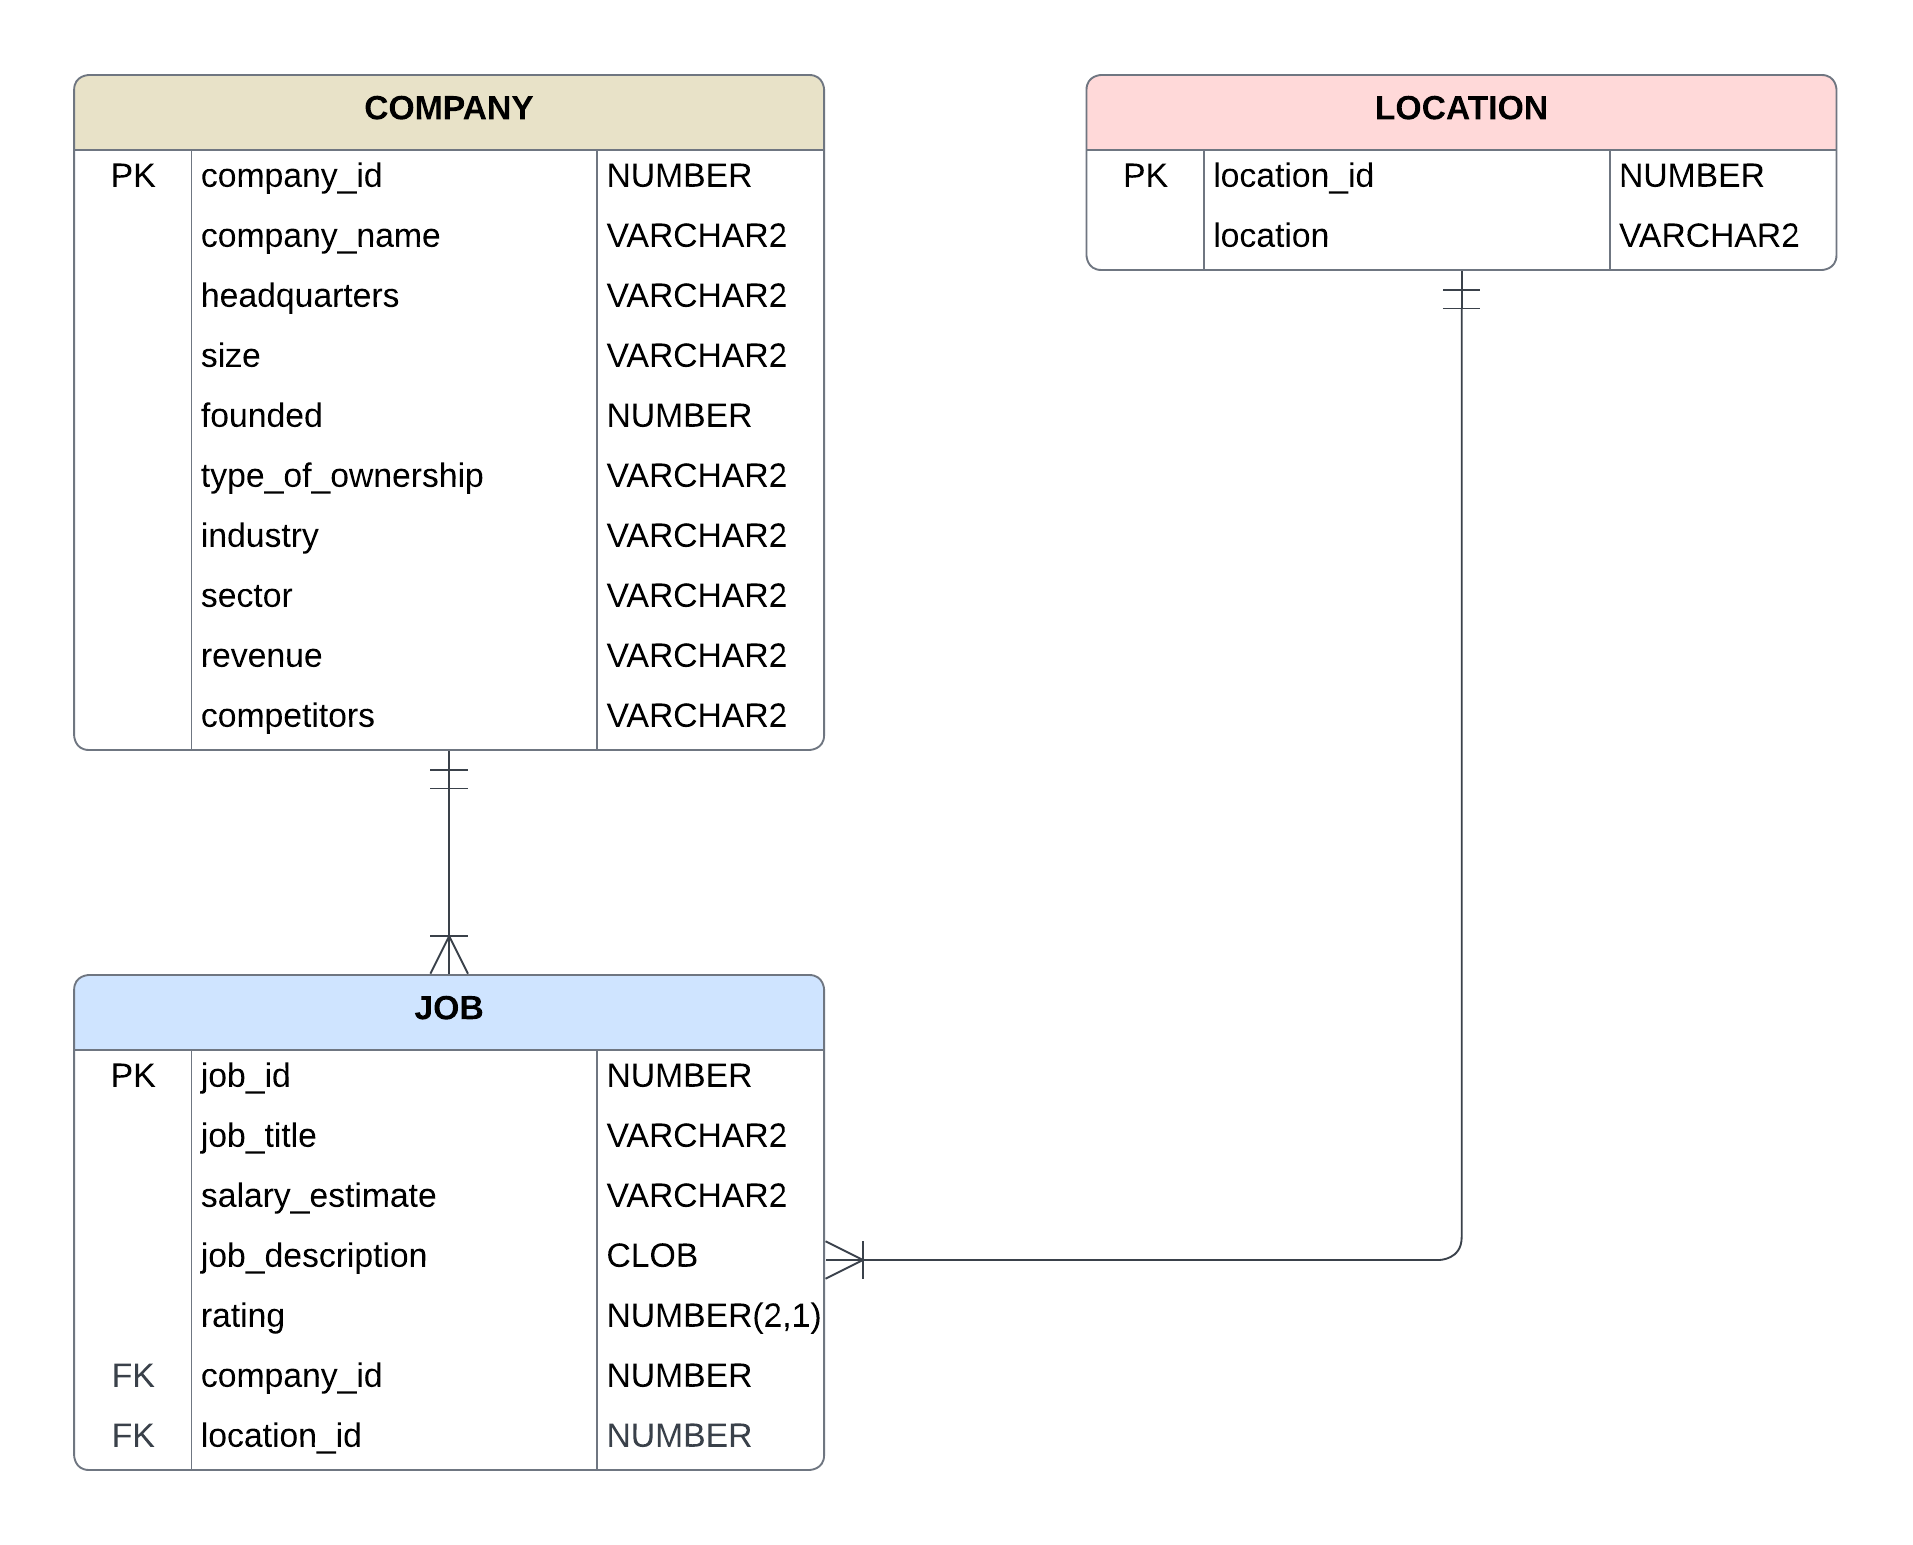 COMPANY
PK company_id NUMBER
company_name VARCHAR2
headquarters VARCHAR2
size VARCHAR2
founded NUMBER
type_of_ownership VARCHAR2
industry VARCHAR2
sector VARCHAR2
revenue VARCHAR2
competitors VARCHAR2
LOCATION
PK location_id NUMBER
location VARCHAR2
JOB
PK job_id NUMBER
job_title VARCHAR2
salary_estimate VARCHAR2
job_description CLOB
rating NUMBER(2,1)
FK company_id NUMBER
FK location_id NUMBER